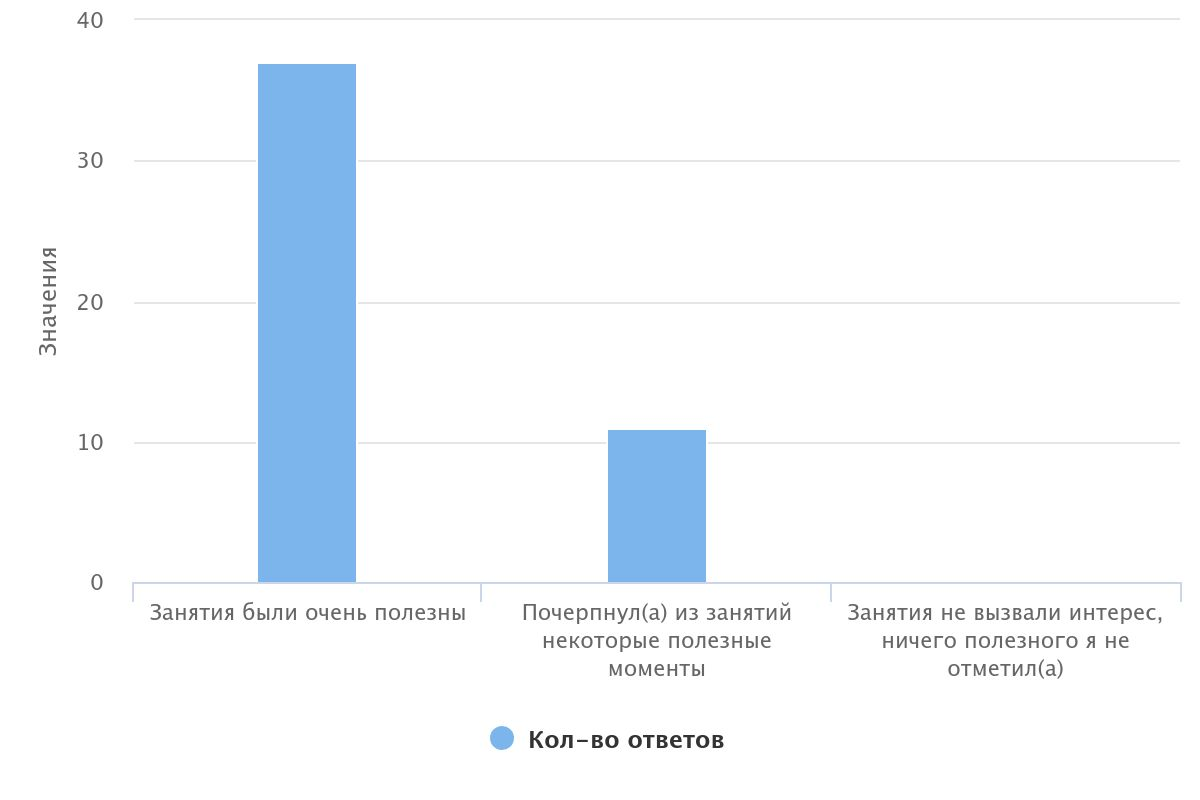 40
30
20
10
0
Значения
Занятия были очень полезны
Почерпнул(а) из занятий
некоторые полезные
моменты
Занятия не вызвали интерес,
ничего полезного я не
отметил(а)
Кол-во ответов